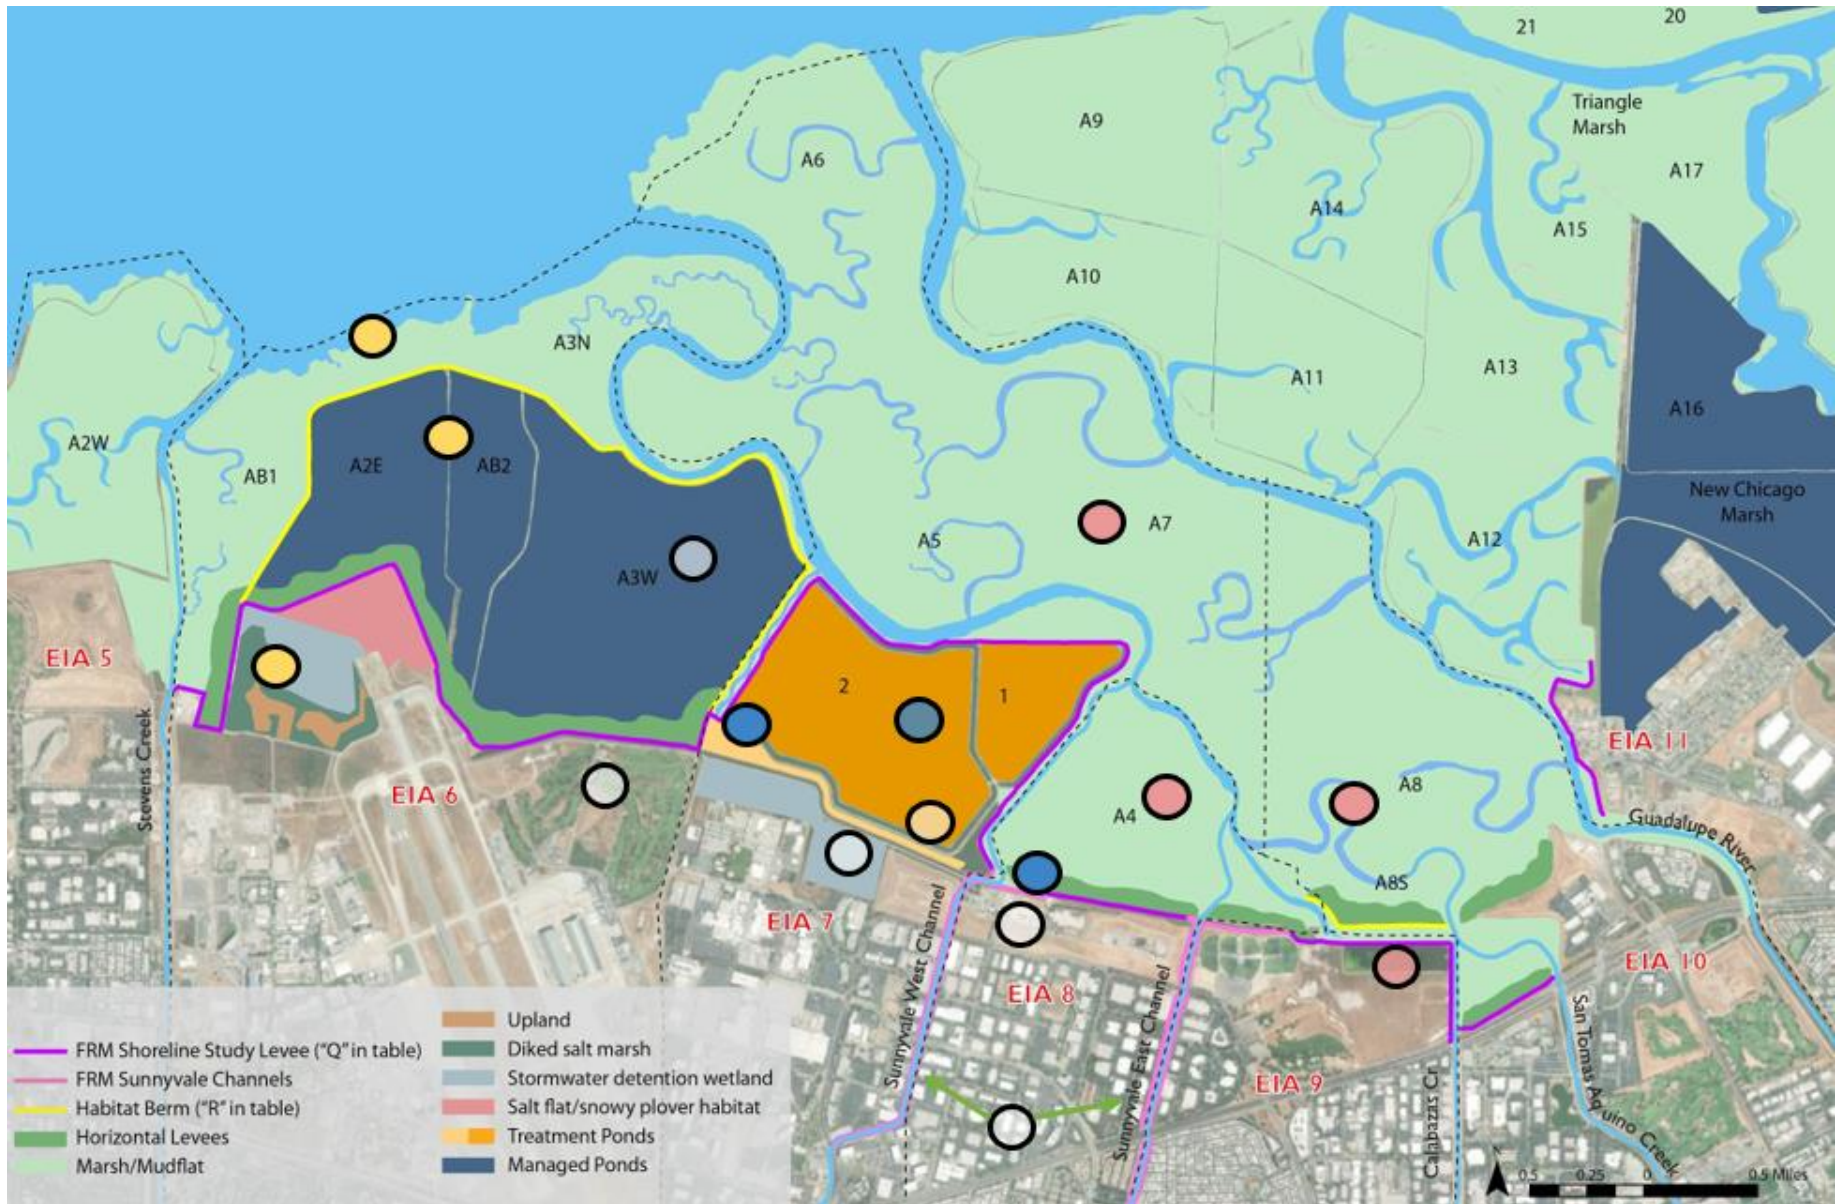 20
21
Triangle
Marsh
A9
A6
A17
A14
A15
A10
A3N
A13
A11
A16
A2W
A2E
AB2
AB1
New Chicago
Marsh
A7
A5
A12
A3W
EIA 5
2
1
Stevens Creek
EIA 11
EIA 6
A8
A4
Guadalupe River
A8S
EIA 7
Sunnyvale West Channel
EIA 8
Sunnyvale East Channel
EIA 10
EIA 9
Calabazas Cr
San Tomas Aquino Creek
FRM Shoreline Study Levee ("Q" in table)
FRM Sunnyvale Channels
Habitat Berm ("R" in table)
Horizontal Levees
Marsh/Mudflat
Upland
Diked salt marsh
Stormwater detention wetland
Salt flat/snowy plover habitat
Treatment Ponds
Managed Ponds
N
0.5 0.25 0 0.5 Miles